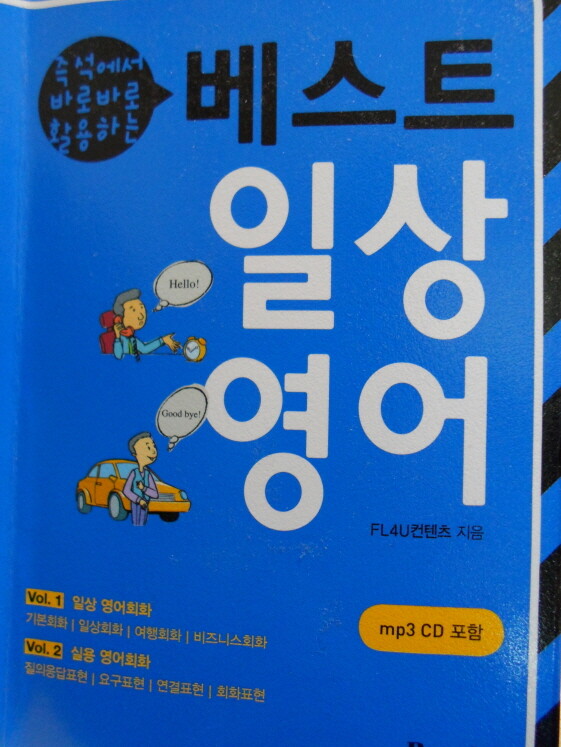 즉석에서
바로바로
활용하는
베스트
일상
영어
Hello!
Good bye!
FL4U컨텐츠 지음
Vol. 1 일상 영어회화
기본회화 | 일상회화 | 여행회화 | 비즈니스회화
Vol. 2 실용 영어회화
질의응답표현 | 요구표현 | 연결표현 | 회화표현
mp3 CD 포함